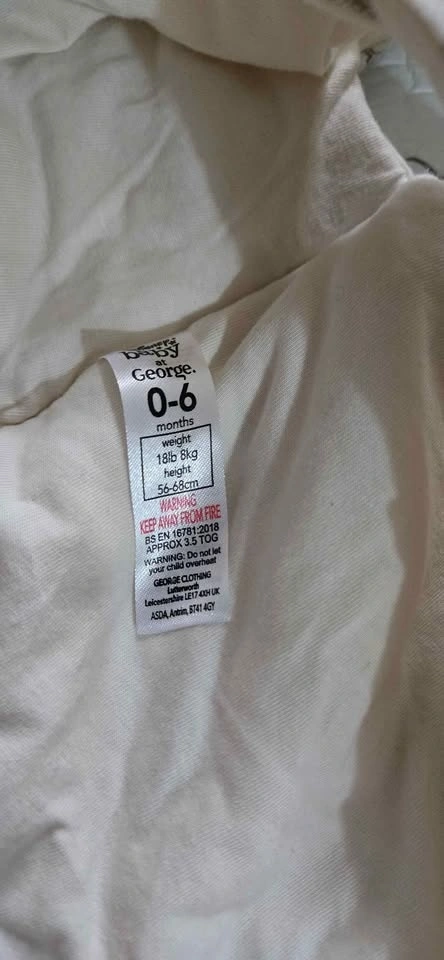 baby
at
George.
0-6
months
weight
18lb 8kg
height
56-68cm
WARNING
KEEP AWAY FROM FIRE
BS EN 16781:2018
APPROX 3.5 TOG
WARNING: Do not let
your child overheat
GEORGE CLOTHING
Lutterworth
Leicestershire LE17 4XH UK
ASDA, Antrim, BT41 4GY